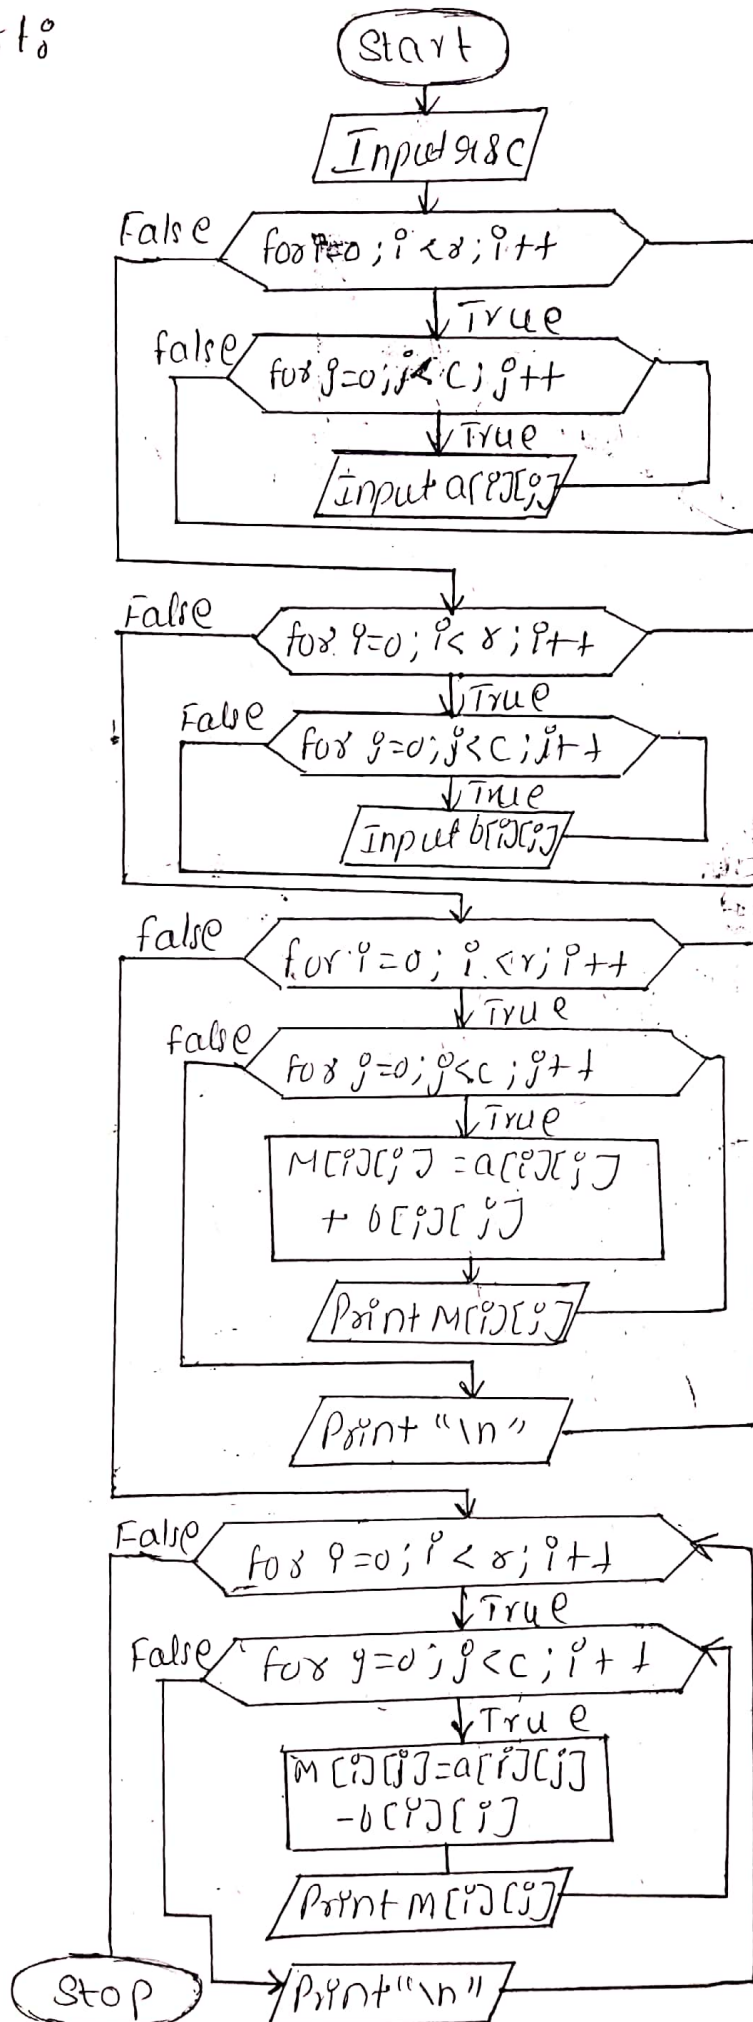 t:
Start
Input r & c
False
for i=0 ; i < r ; i++
True
false
for j=0 ; j < c ; j++
True
Input a[i][j]
False
for i=0 ; i < r ; i++
True
False
for j=0 ; j < c ; j++
True
Input b[i][j]
false
for i=0 ; i < r ; i++
True
false
for j=0 ; j < c ; j++
True
M[i][j] = a[i][j]
+ b[i][j]
Print M[i][j]
Print "\n"
False
for i=0 ; i < r ; i++
True
False
for j=0 ; j < c ; i++
True
M[i][j] = a[i][j]
- b[i][j]
Print M[i][j]
Stop
Print "\n"